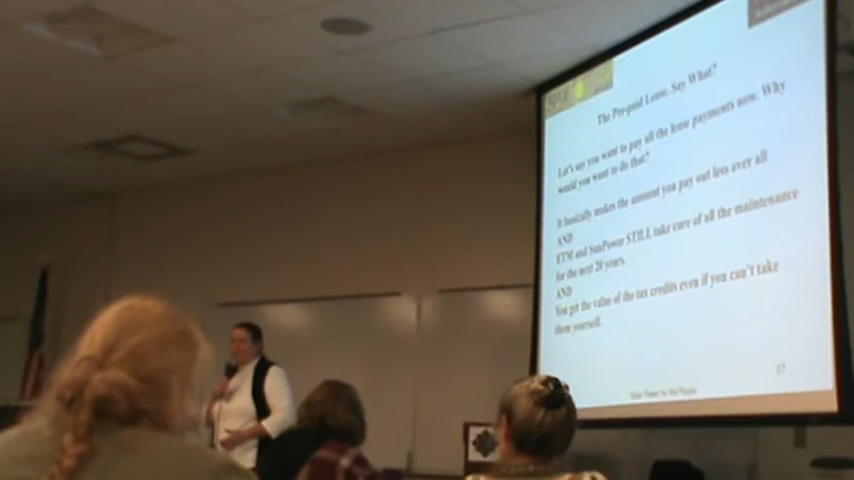 The Pre-paid Lease. Say What?
Let's say you want to pay all the lease payments now. Why
would you want to do that?
It basically makes the amount you pay out less over all
AND
ETM and SunPower STILL take care of all the maintenance
for the next 20 years.
AND
You get the value of the tax credits even if you can't take
them yourself.
Power to the People